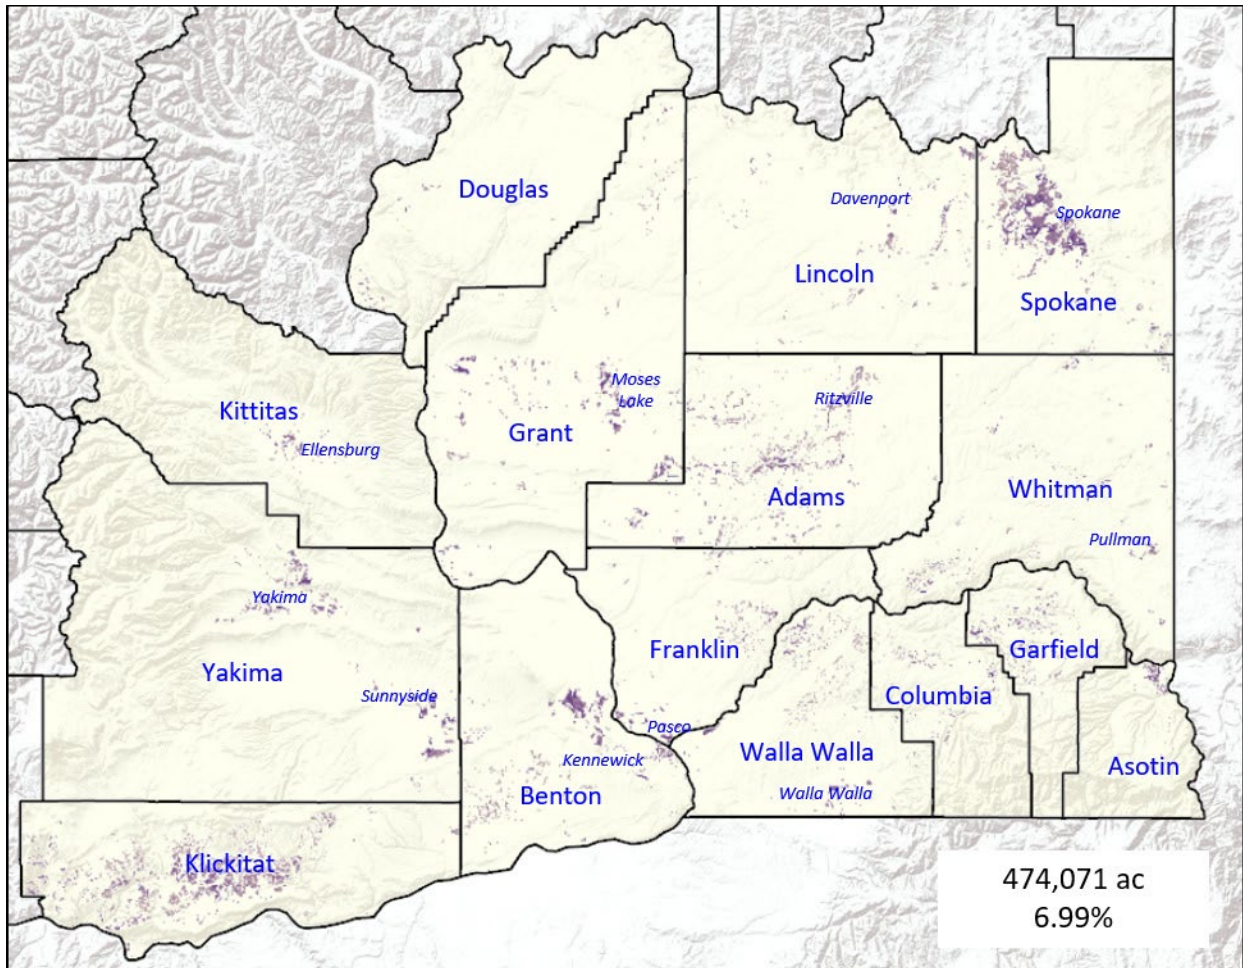 Douglas
Davenport
Spokane
Lincoln
Spokane
Moses
Lake
Ritzville
Kittitas
Ellensburg
Grant
Adams
Whitman
Pullman
Yakima
Yakima
Franklin
Garfield
Sunnyside
Columbia
Pasco
Kennewick
Walla Walla
Asotin
Benton
Walla Walla
Klickitat
474,071 ac
6.99%